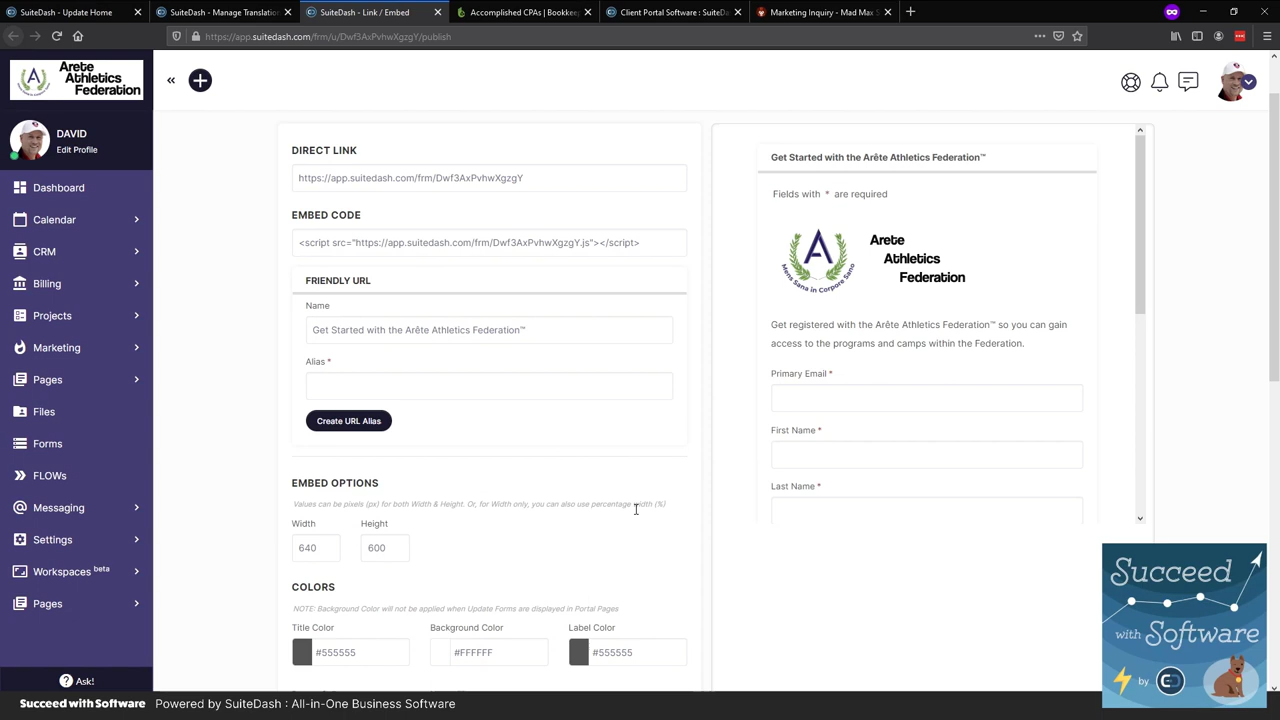 SuiteDash - Update Home
SuiteDash - Manage Translation
SuiteDash - Link / Embed
Accomplished CPAs | Bookkee
Client Portal Software : SuiteDa
Marketing Inquiry - Mad Max S
https://app.suitedash.com/frm/u/Dwf3AxPvhwXgzgY/publish
Arete
Athletics
Federation
DAVID
Edit Profile
Dashboard
Calendar
CRM
Billing
Projects
Marketing
Pages
Files
Forms
FLOWs
Messaging
Settings
Workspaces beta
Pages
Ask!
DIRECT LINK
https://app.suitedash.com/frm/Dwf3AxPvhwXgzgY
EMBED CODE
<script src="https://app.suitedash.com/frm/Dwf3AxPvhwXgzgY.js"></script>
FRIENDLY URL
Name
Get Started with the Arête Athletics Federation™
Alias *
Create URL Alias
EMBED OPTIONS
Values can be pixels (px) for both Width & Height. Or, for Width only, you can also use percentage width (%)
Width
Height
640
600
COLORS
NOTE: Background Color will not be applied when Update Forms are displayed in Portal Pages
Title Color
Background Color
Label Color
#555555
#FFFFFF
#555555
Get Started with the Arête Athletics Federation™
Fields with * are required
A
Mens Sana in Corpore Sano
Arete
Athletics
Federation
Get registered with the Arête Athletics Federation™ so you can gain
access to the programs and camps within the Federation.
Primary Email *
First Name *
Last Name *
Succeed
with Software
by
Succeed with Software Powered by SuiteDash : All-in-One Business Software